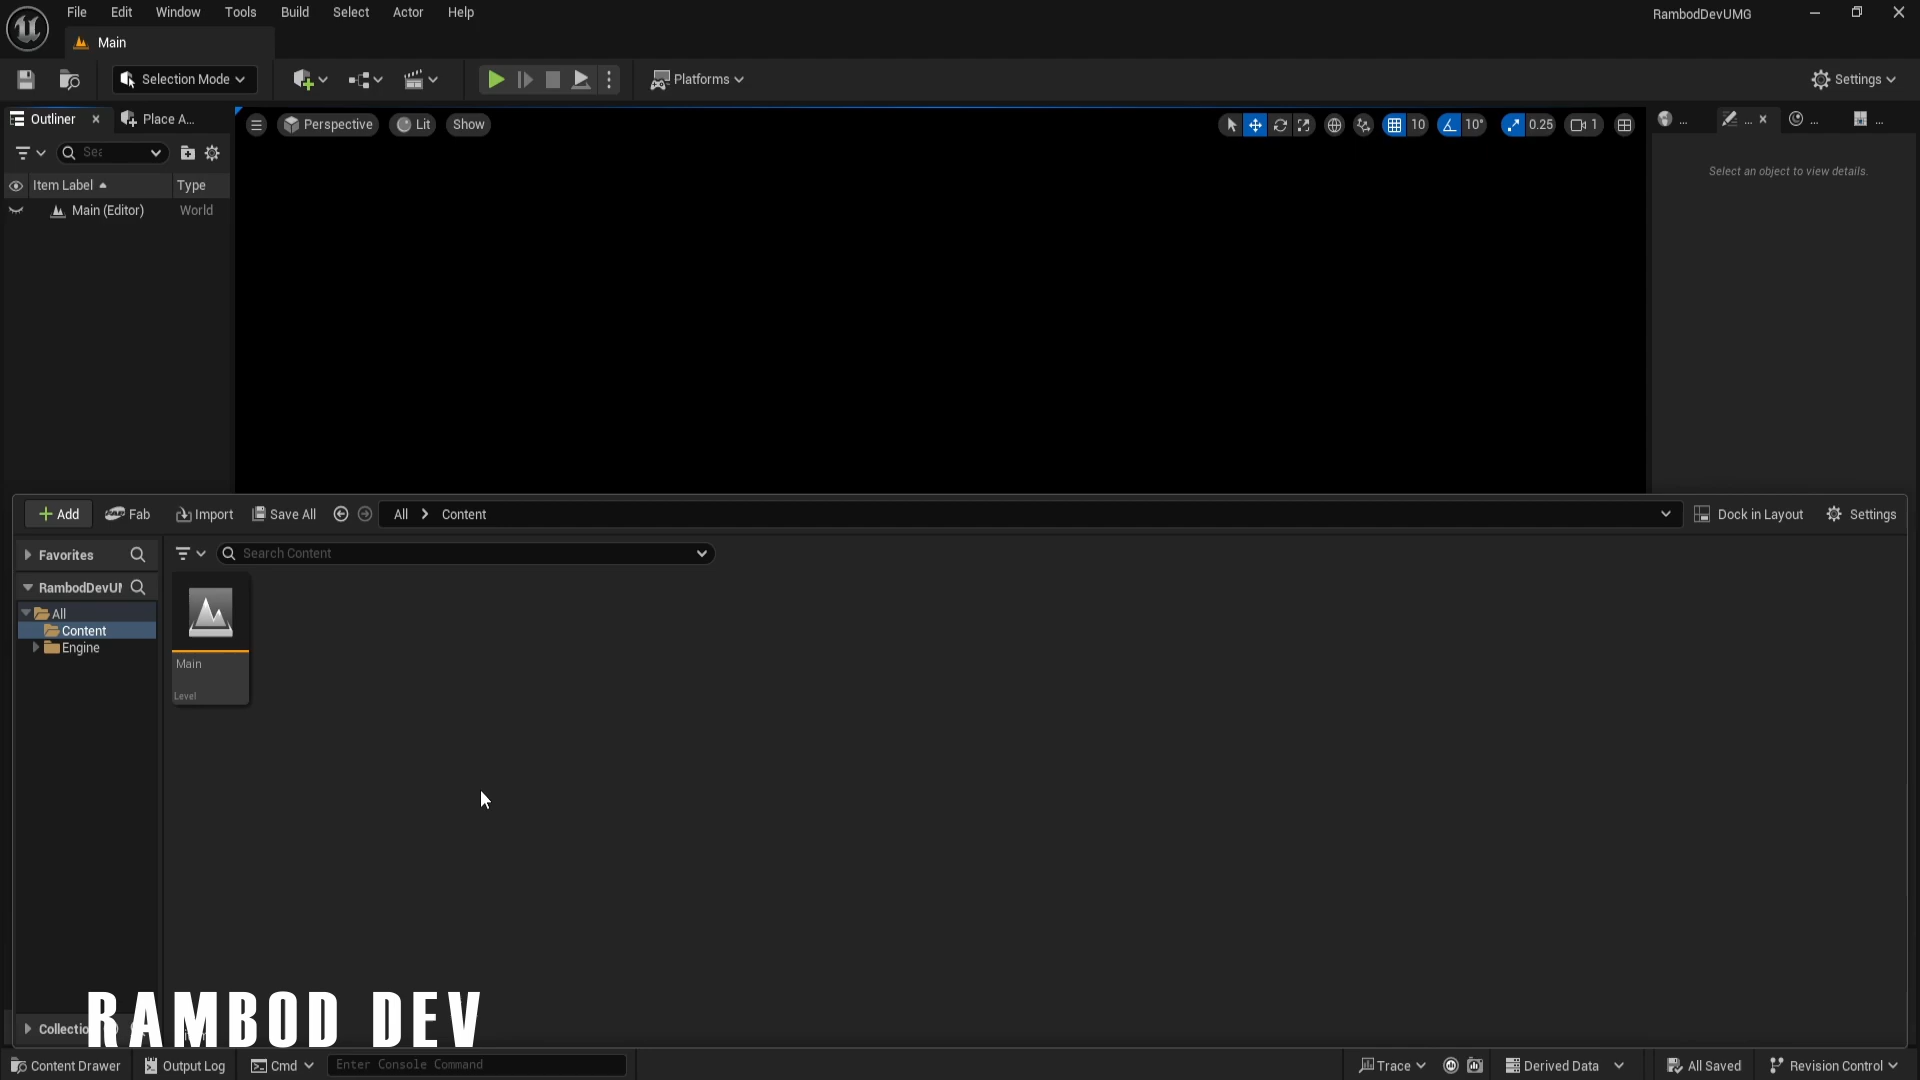 File Edit Window Tools Build Select Actor Help RambodDevUMG
Main
Selection Mode Platforms Settings
Outliner Place A... ... ... ... ...
Perspective Lit Show 10 10° 0.25 1
Sea
Select an object to view details.
Item Label Type
Main (Editor) World
Add Fab Import Save All All > Content Dock in Layout Settings
Favorites
Search Content
RambodDevUM
All
Content
Engine
Main
Level
Collectio
RAMBOD DEV
Content Drawer Output Log Cmd Enter Console Command Trace Derived Data All Saved Revision Control